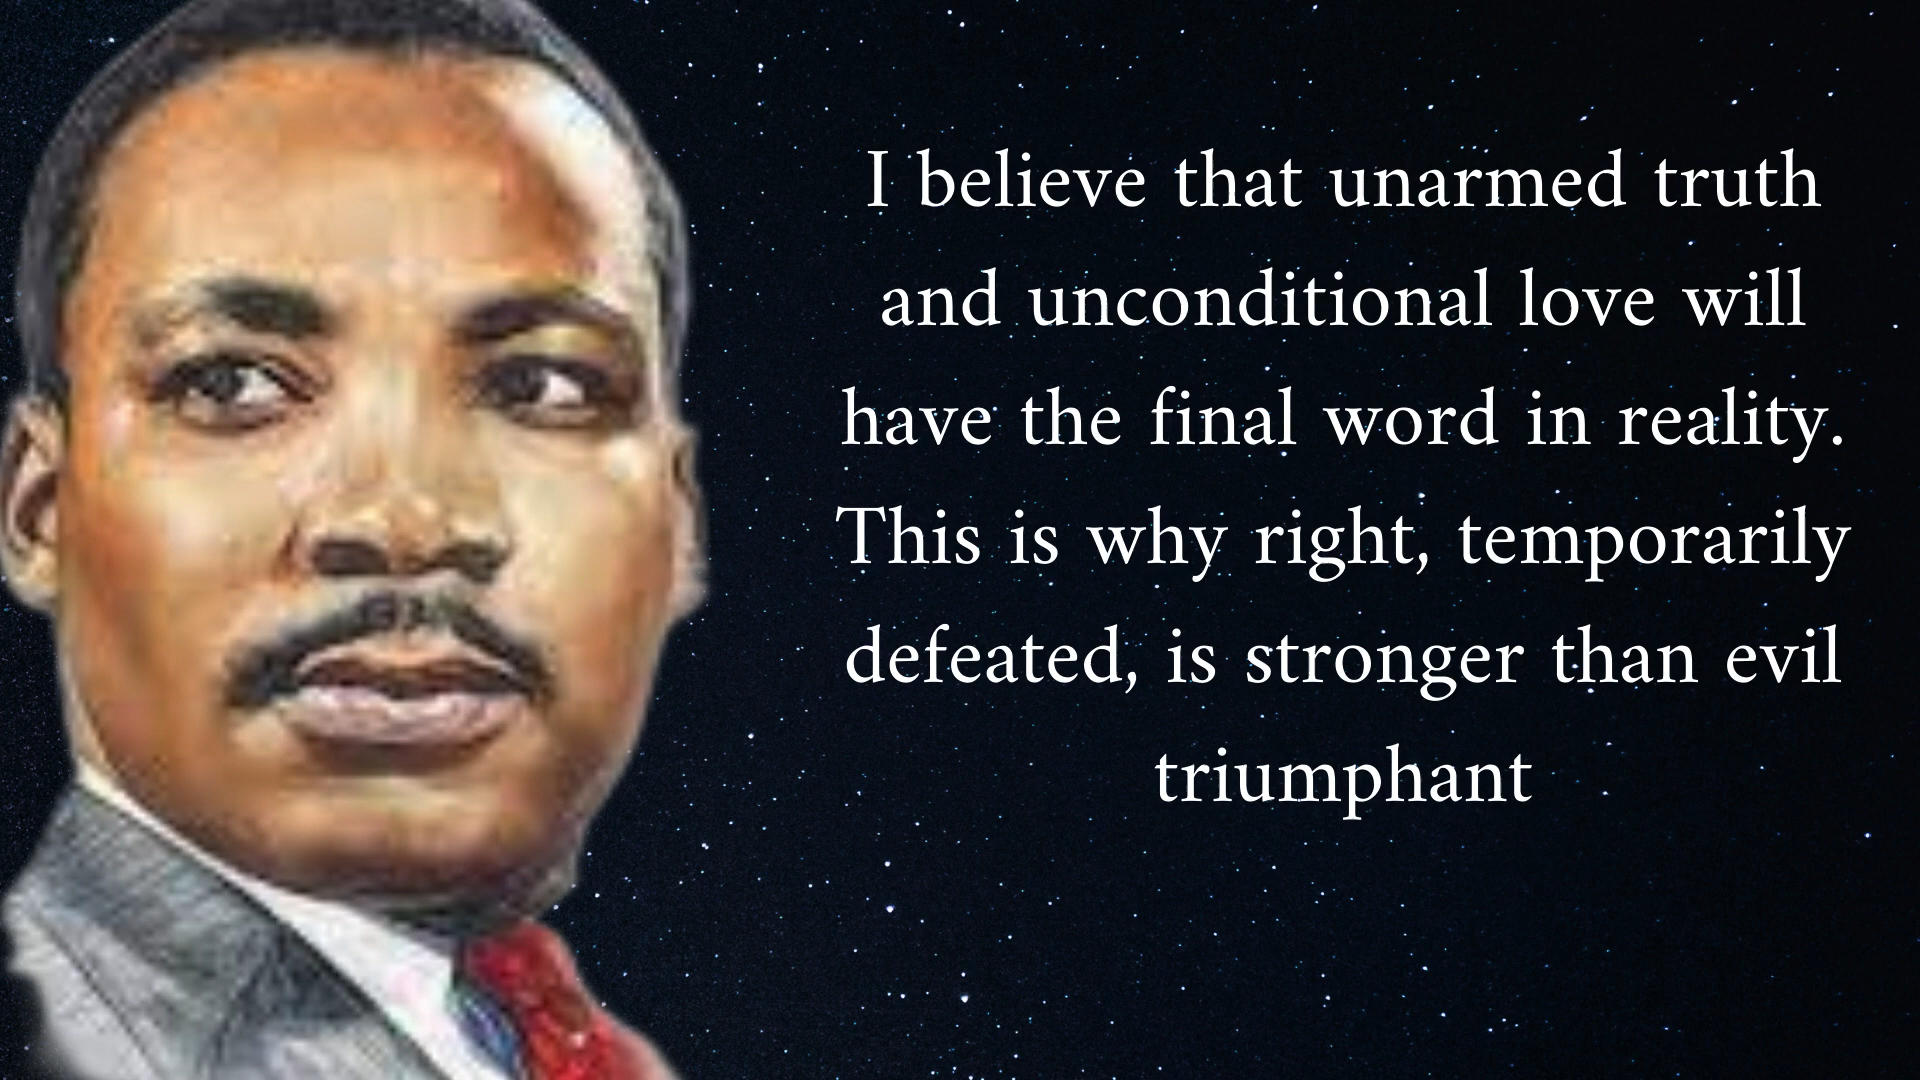 I believe that unarmed truth
and unconditional love will
have the final word in reality.
This is why right, temporarily
defeated, is stronger than evil
triumphant